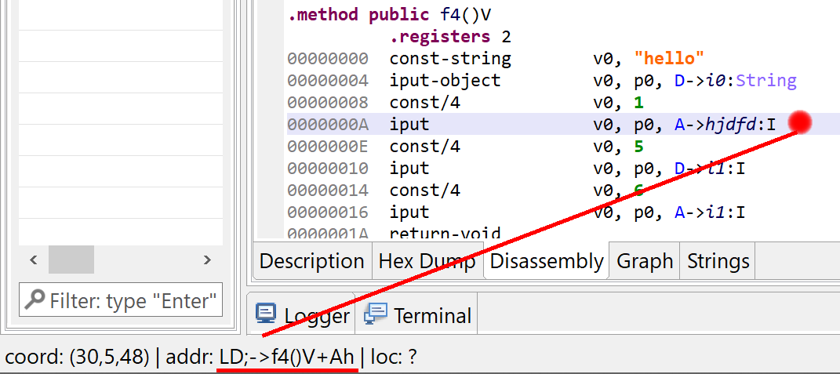 .method public f4()V
.registers 2
00000000 const-string v0, "hello"
00000004 iput-object v0, p0, D->i0:String
00000008 const/4 v0, 1
0000000A iput v0, p0, A->hjdfd:I
0000000E const/4 v0, 5
00000010 iput v0, p0, D->i1:I
00000014 const/4 v0, 6
00000016 iput v0, p0, A->i1:I
0000001A return-void
Description Hex Dump Disassembly Graph Strings
Filter: type "Enter"
Logger Terminal
coord: (30,5,48) | addr: LD;->f4()V+Ah | loc: ?